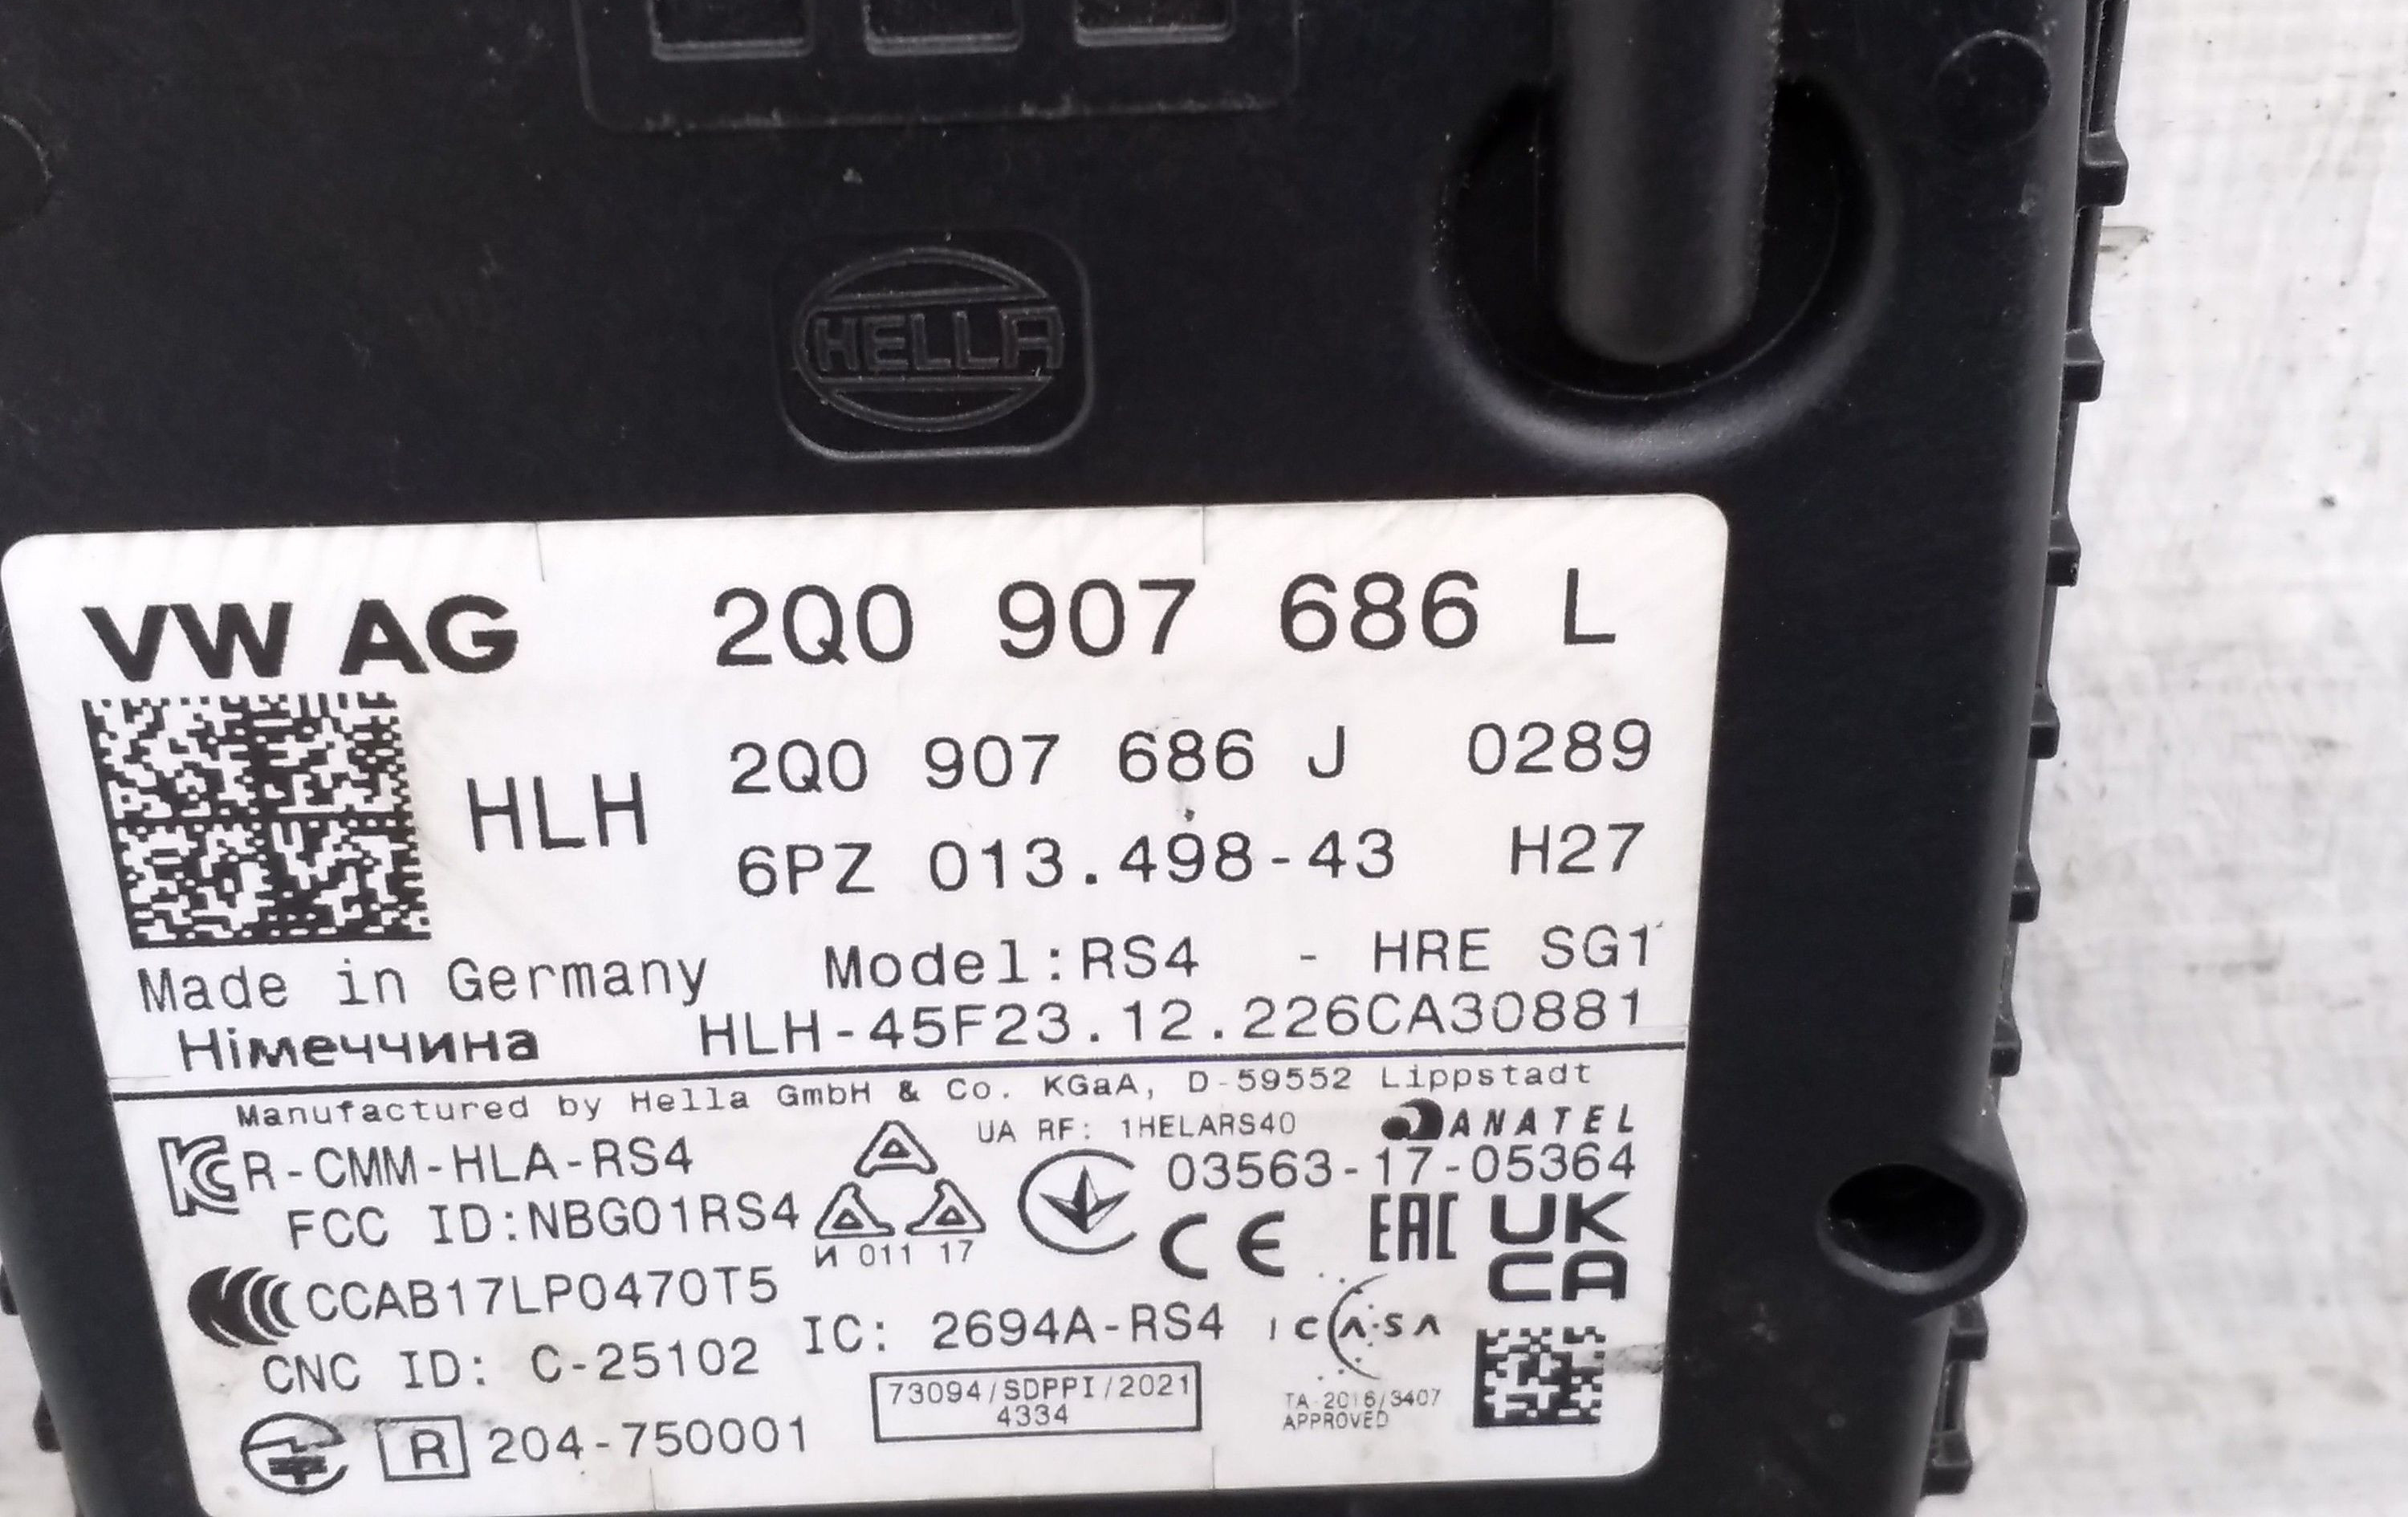 HELLA
VW AG 2Q0 907 686 L
HLH 2Q0 907 686 J 0289
6PZ 013.498-43 H27
Made in Germany Model:RS4 - HRE SG1
Німеччина HLH-45F23.12.226CA30881
Manufactured by Hella GmbH & Co. KGaA, D-59552 Lippstadt
UA RF: 1HELARS40 ANATEL
R-CMM-HLA-RS4 03563-17-05364
FCC ID:NBG01RS4
И 011 17 CE EAC UK CA
CCAB17LP0470T5
IC: 2694A-RS4 ICASA
CNC ID: C-25102
73094/SDPPI/2021
4334
TA-2016/3407
APPROVED
R 204-750001